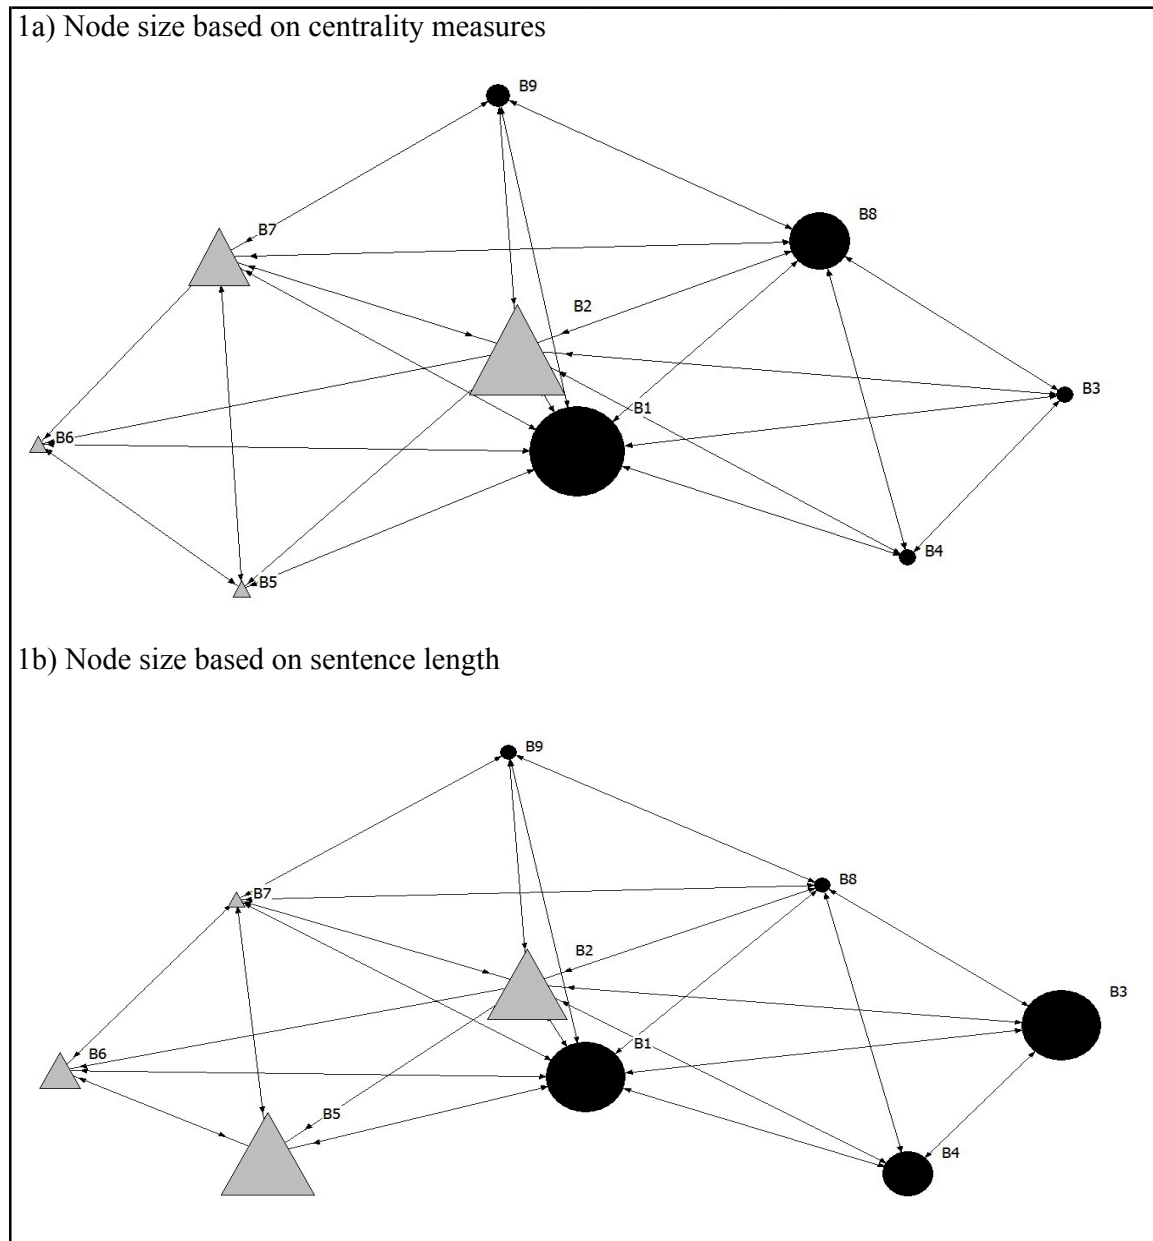 1a) Node size based on centrality measures
B9
B8
B7
B2
B3
B1
B6
B4
B5
1b) Node size based on sentence length
B9
B8
B7
B2
B3
B1
B6
B5
B4